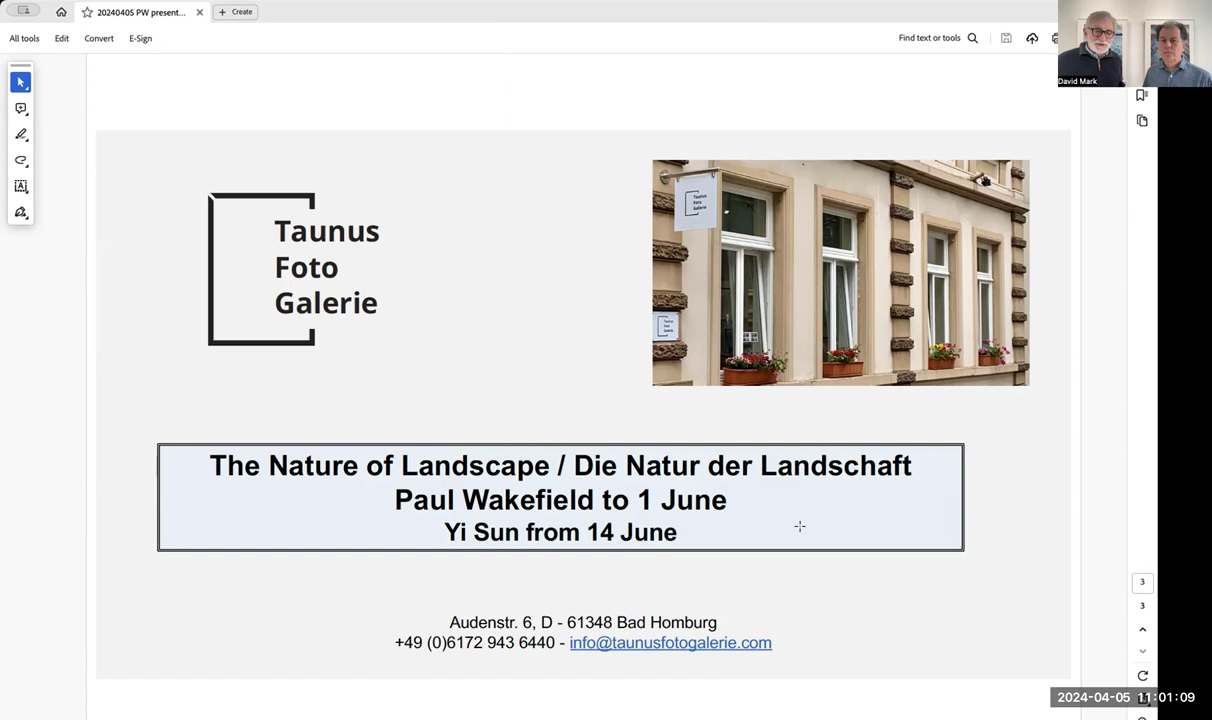 20240405 PW present...
Create
All tools
Edit
Convert
E-Sign
Find text or tools
David Mark
Taunus
Foto
Galerie
Taunus
Foto
Galerie
The Nature of Landscape / Die Natur der Landschaft
Paul Wakefield to 1 June
Yi Sun from 14 June
Audenstr. 6, D - 61348 Bad Homburg
+49 (0)6172 943 6440 - info@taunusfotogalerie.com
3
3
2024-04-05 11:01:09